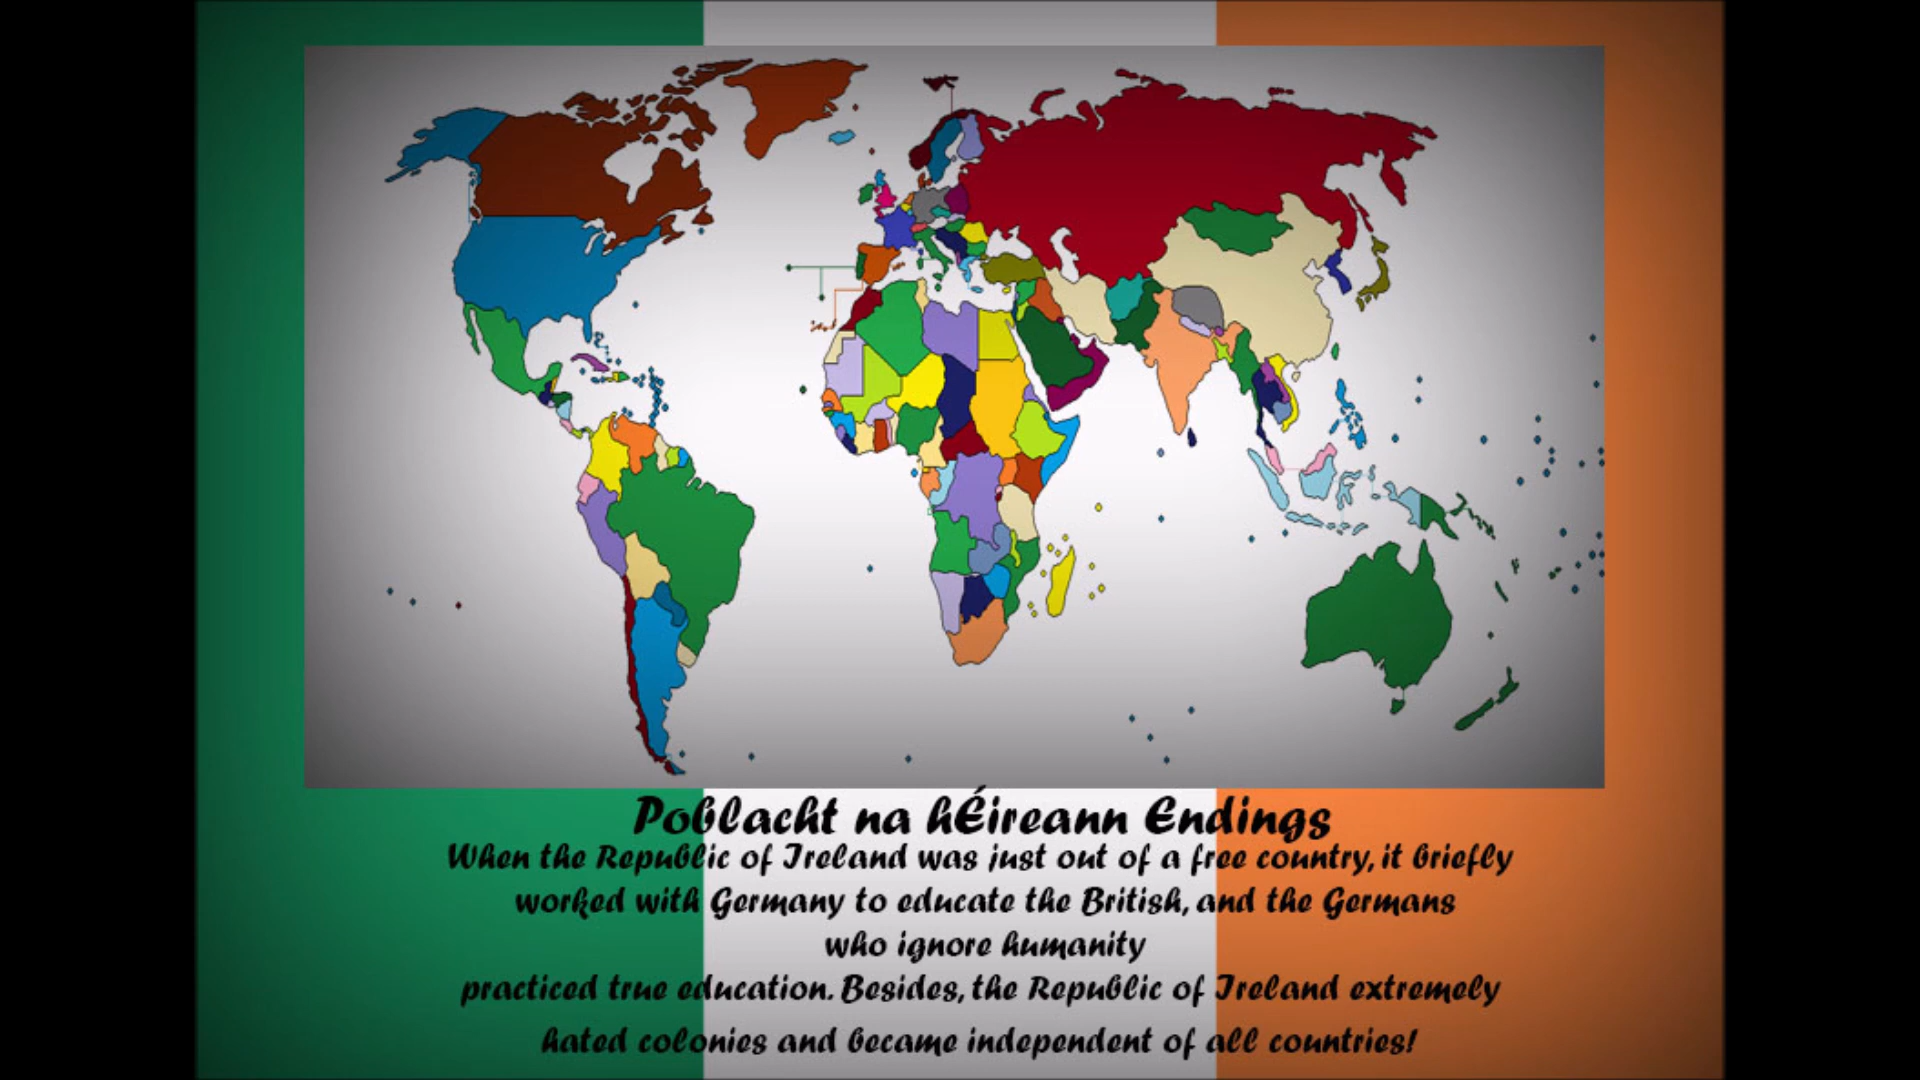 Poblacht na hÉireann Endings
When the Republic of Ireland was just out of a free country, it briefly
worked with Germany to educate the British, and the Germans
who ignore humanity
practiced true education. Besides, the Republic of Ireland extremely
hated colonies and became independent of all countries!